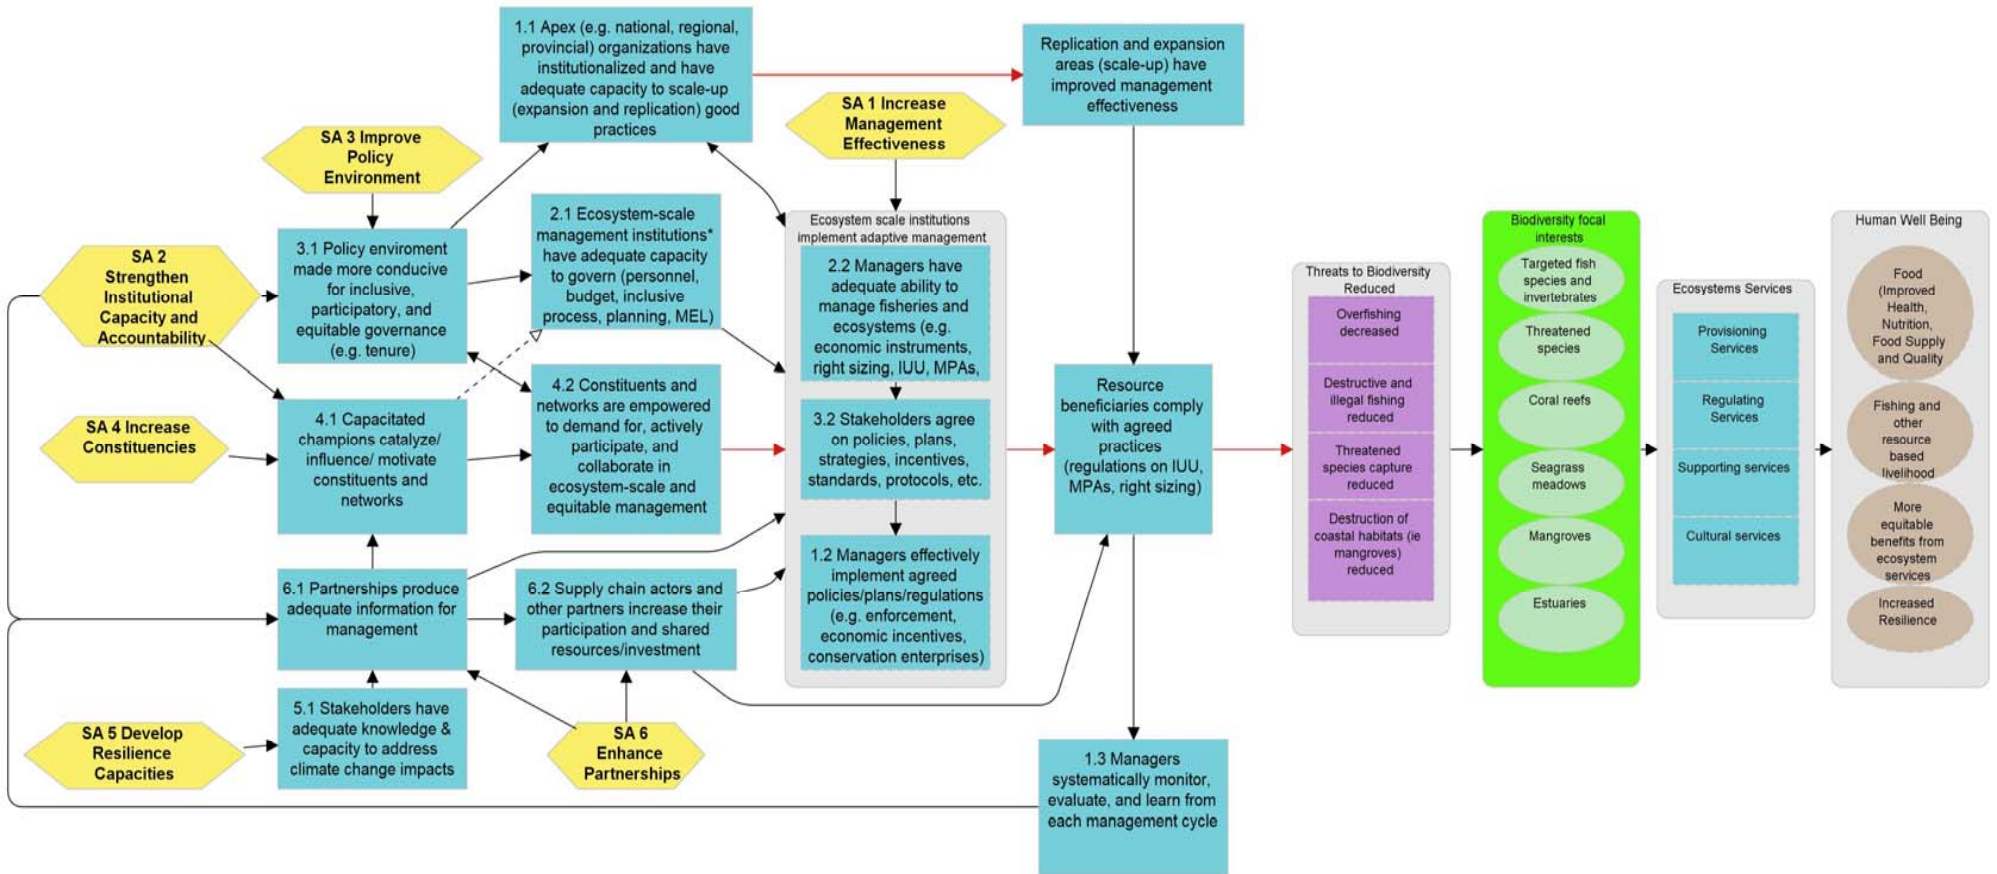 1.1 Apex (e.g. national, regional,
provincial) organizations have
institutionalized and have
adequate capacity to scale-up
(expansion and replication) good
practices
Replication and expansion
areas (scale-up) have
improved management
effectiveness
SA 1 Increase
Management
Effectiveness
SA 3 Improve
Policy
Environment
SA 2
Strengthen
Institutional
Capacity and
Accountability
3.1 Policy enviroment
made more conducive
for inclusive,
participatory, and
equitable governance
(e.g. tenure)
2.1 Ecosystem-scale
management institutions*
have adequate capacity
to govern (personnel,
budget, inclusive
process, planning, MEL)
Ecosystem scale institutions
implement adaptive management
2.2 Managers have
adequate ability to
manage fisheries and
ecosystems (e.g.
economic instruments,
right sizing, IUU, MPAs,
3.2 Stakeholders agree
on policies, plans,
strategies, incentives,
standards, protocols, etc.
1.2 Managers effectively
implement agreed
policies/plans/regulations
(e.g. enforcement,
economic incentives,
conservation enterprises)
SA 4 Increase
Constituencies
4.1 Capacitated
champions catalyze/
influence/ motivate
constituents and
networks
4.2 Constituents and
networks are empowered
to demand for, actively
participate, and
collaborate in
ecosystem-scale and
equitable management
6.1 Partnerships produce
adequate information for
management
6.2 Supply chain actors and
other partners increase their
participation and shared
resources/investment
SA 5 Develop
Resilience
Capacities
5.1 Stakeholders have
adequate knowledge &
capacity to address
climate change impacts
SA 6
Enhance
Partnerships
Resource
beneficiaries comply
with agreed
practices
(regulations on IUU,
MPAs, right sizing)
1.3 Managers
systematically monitor,
evaluate, and learn from
each management cycle
Threats to Biodiversity
Reduced
Overfishing
decreased
Destructive and
illegal fishing
reduced
Threatened
species capture
reduced
Destruction of
coastal habitats (ie
mangroves)
reduced
Biodiversity focal
interests
Targeted fish
species and
invertebrates
Threatened
species
Coral reefs
Seagrass
meadows
Mangroves
Estuaries
Ecosystems Services
Provisioning
Services
Regulating
Services
Supporting services
Cultural services
Human Well Being
Food
(Improved
Health,
Nutrition,
Food Supply
and Quality
Fishing and
other
resource
based
livelihood
More
equitable
benefits from
ecosystem
services
Increased
Resilience